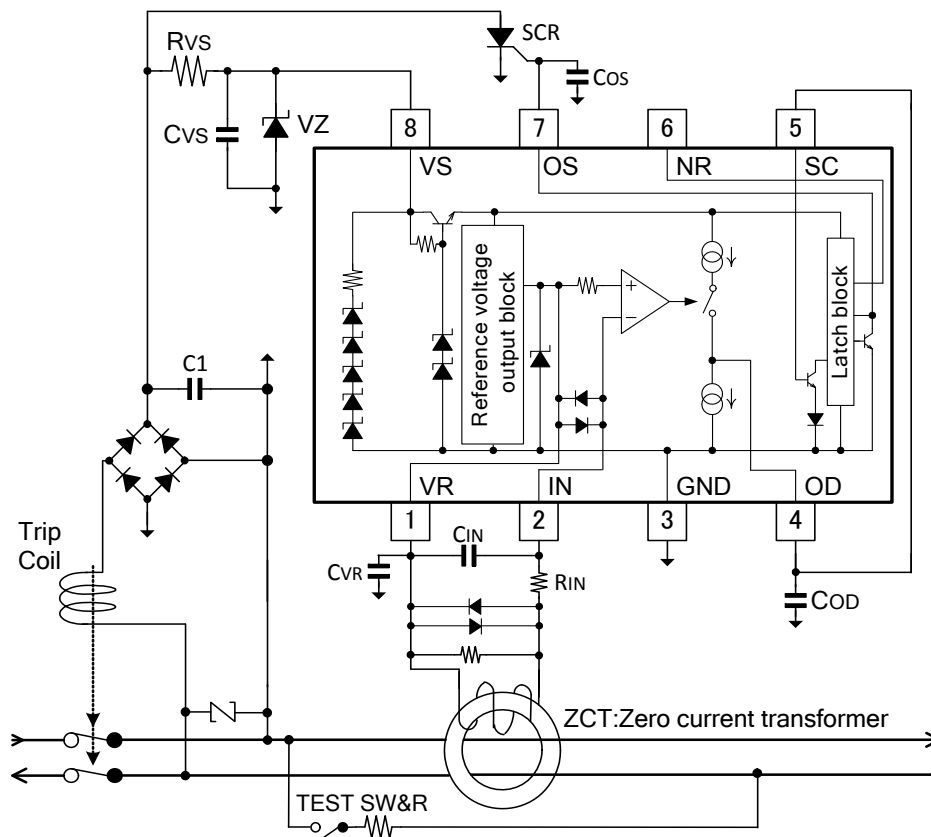 SCR
RVS
COS
CVS
VZ
8
7
6
5
VS
OS
NR
SC
Reference voltage
output block
+
−
Latch block
C1
VR
IN
GND
OD
1
2
3
4
Trip
Coil
CIN
CVR
RIN
COD
ZCT:Zero current transformer
TEST SW&R